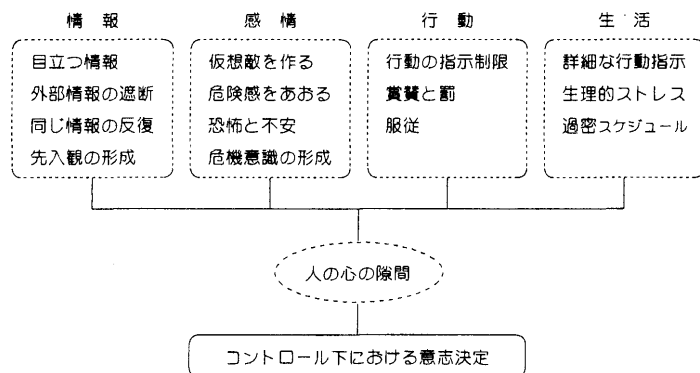 情報
目立つ情報
外部情報の遮断
同じ情報の反復
先入観の形成
感情
仮想敵を作る
危険感をあおる
恐怖と不安
危機意識の形成
行動
行動の指示制限
賞賛と罰
服従
生活
詳細な行動指示
生理的ストレス
過密スケジュール
人の心の隙間
コントロール下における意志決定